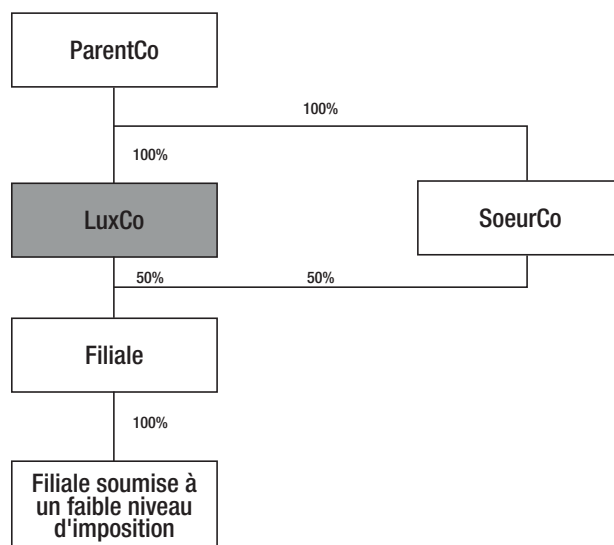 ParentCo
100%
100%
LuxCo
SoeurCo
50%
50%
Filiale
100%
Filiale soumise à
un faible niveau
d'imposition